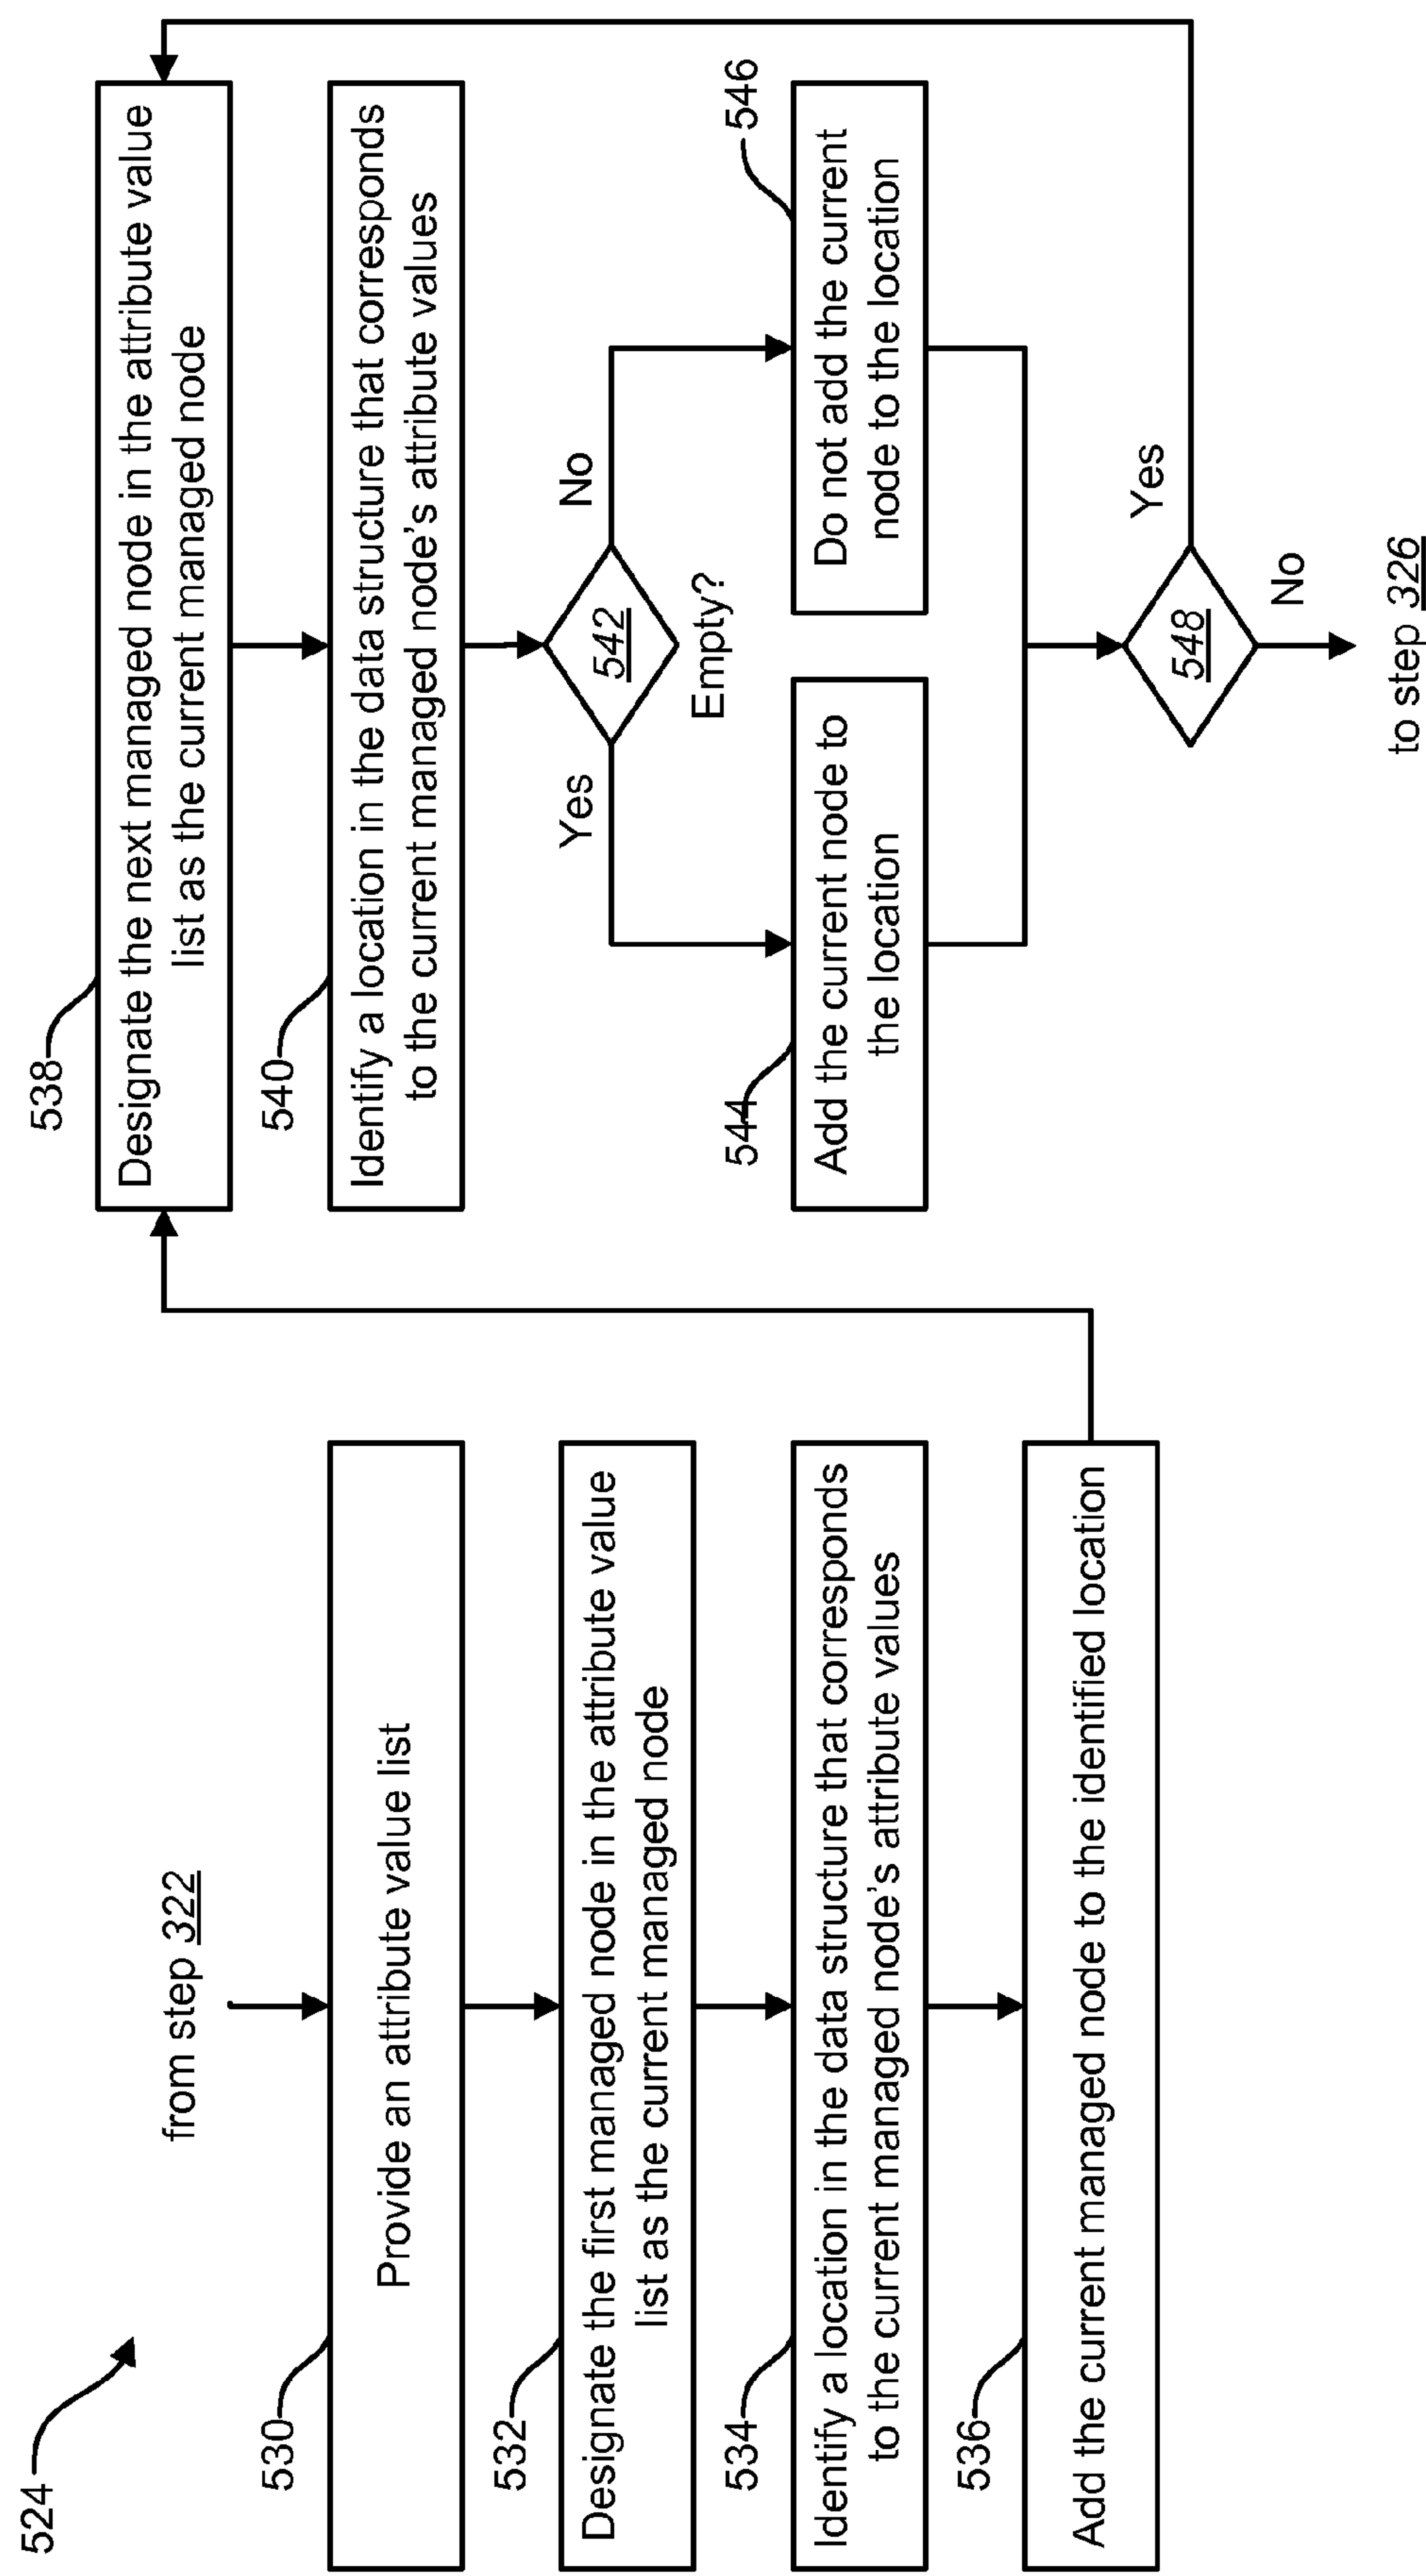 524
from step 322
530
Provide an attribute value list
532
Designate the first managed node in the attribute value
list as the current managed node
534
Identify a location in the data structure that corresponds
to the current managed node's attribute values
536
Add the current managed node to the identified location
538
Designate the next managed node in the attribute value
list as the current managed node
540
Identify a location in the data structure that corresponds
to the current managed node's attribute values
Yes
542
No
Empty?
544
Add the current node to
the location
546
Do not add the current
node to the location
548
Yes
No
to step 326